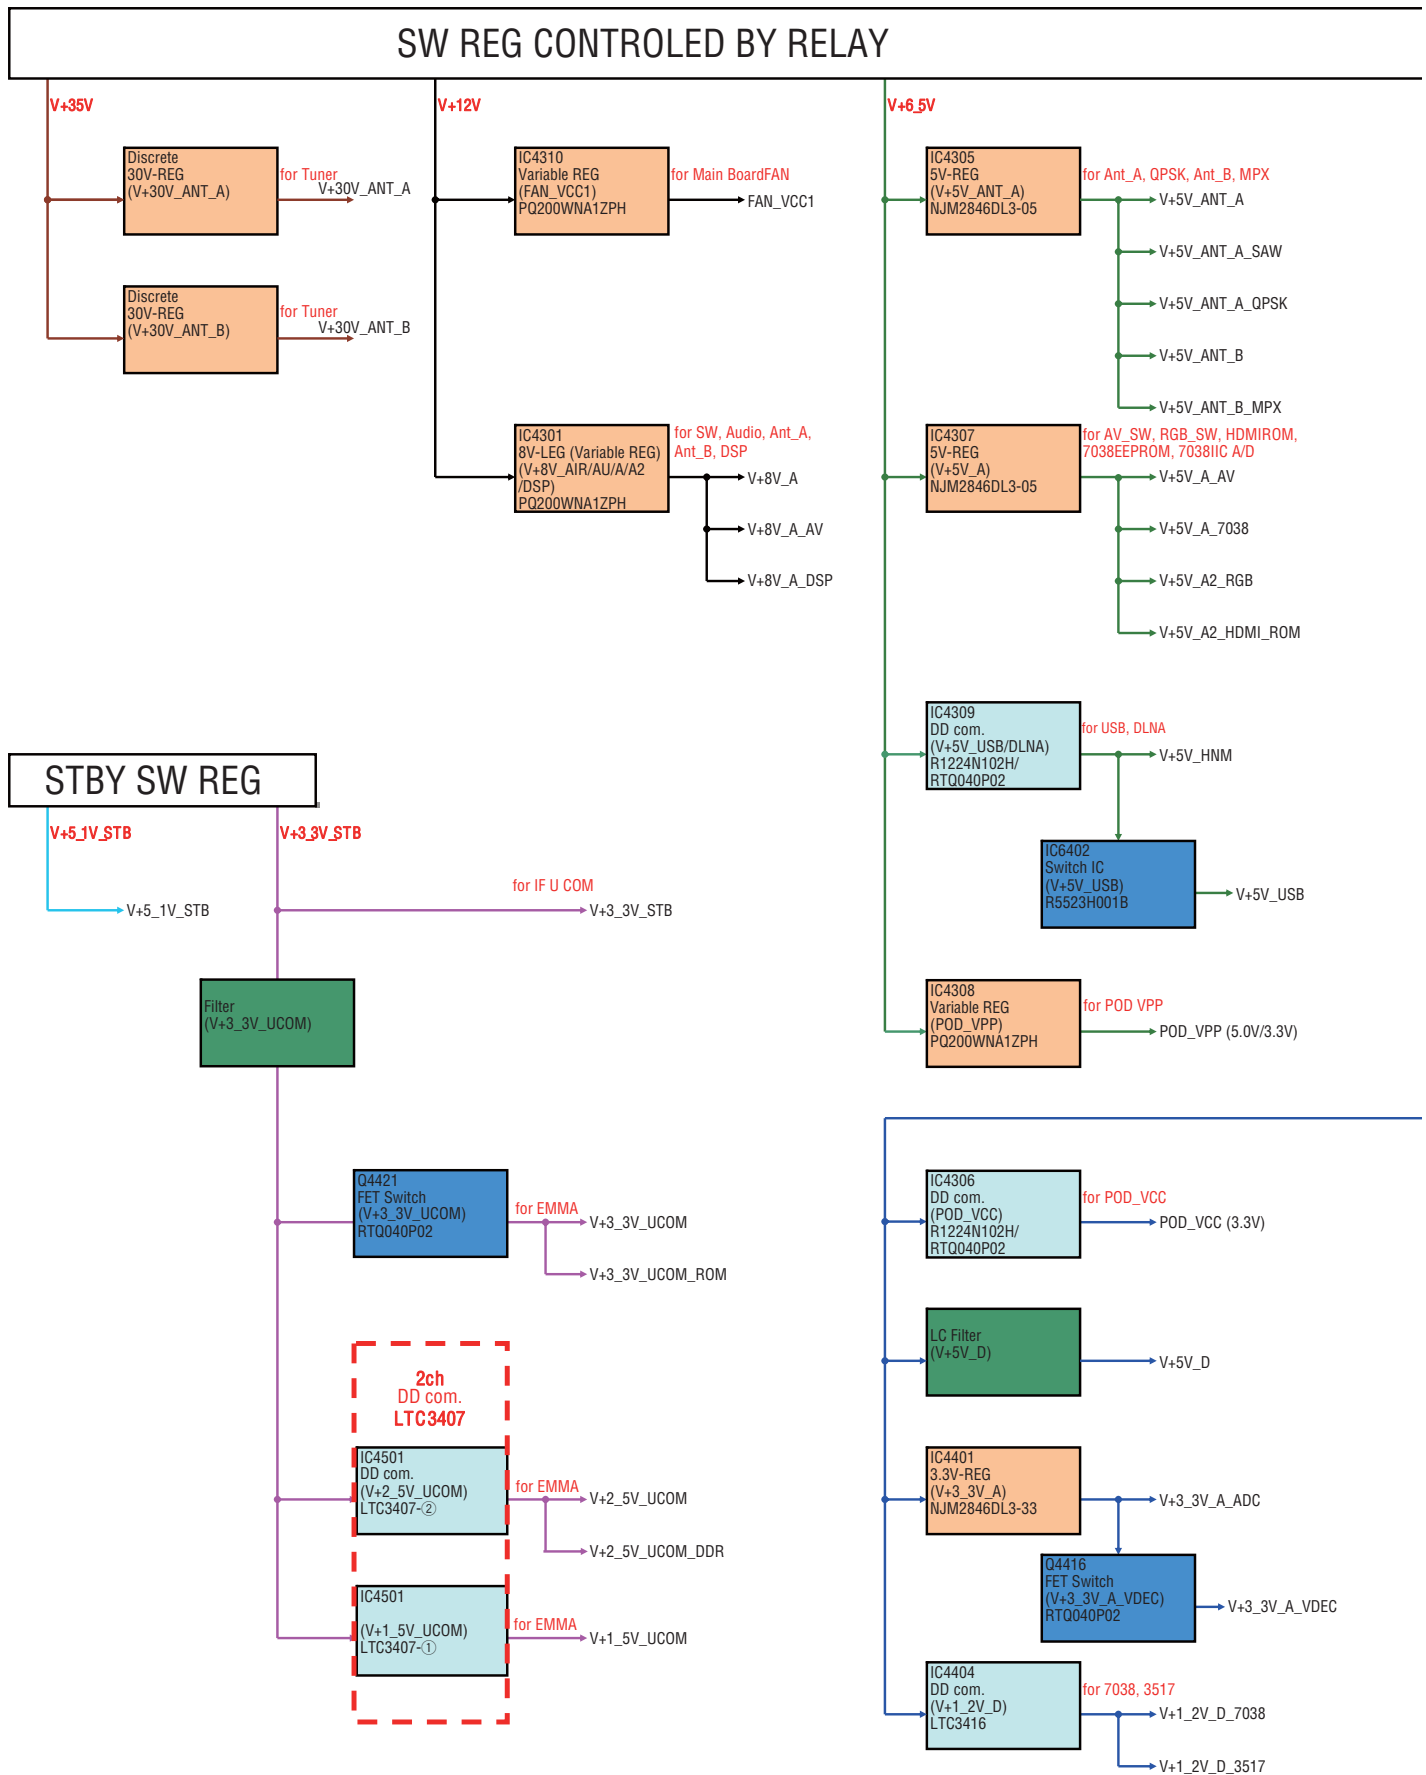 SW REG CONTROLED BY RELAY
V+35V
Discrete
30V-REG
(V+30V_ANT_A)
for Tuner
V+30V_ANT_A
Discrete
30V-REG
(V+30V_ANT_B)
for Tuner
V+30V_ANT_B
V+12V
IC4310
Variable REG
(FAN_VCC1)
PQ200WNA1ZPH
for Main BoardFAN
FAN_VCC1
IC4301
8V-LEG (Variable REG)
(V+8V_AIR/AU/A/A2
/DSP)
PQ200WNA1ZPH
for SW, Audio, Ant_A,
Ant_B, DSP
V+8V_A
V+8V_A_AV
V+8V_A_DSP
V+6_5V
IC4305
5V-REG
(V+5V_ANT_A)
NJM2846DL3-05
for Ant_A, QPSK, Ant_B, MPX
V+5V_ANT_A
V+5V_ANT_A_SAW
V+5V_ANT_A_QPSK
V+5V_ANT_B
V+5V_ANT_B_MPX
IC4307
5V-REG
(V+5V_A)
NJM2846DL3-05
for AV_SW, RGB_SW, HDMIROM,
7038EEPROM, 7038IIC A/D
V+5V_A_AV
V+5V_A_7038
V+5V_A2_RGB
V+5V_A2_HDMI_ROM
IC4309
DD com.
(V+5V_USB/DLNA)
R1224N102H/
RTQ040P02
for USB, DLNA
V+5V_HNM
IC6402
Switch IC
(V+5V_USB)
R5523H001B
V+5V_USB
IC4308
Variable REG
(POD_VPP)
PQ200WNA1ZPH
for POD VPP
POD_VPP (5.0V/3.3V)
STBY SW REG
V+5_1V_STB
V+5_1V_STB
V+3_3V_STB
for IF U COM
V+3_3V_STB
Filter
(V+3_3V_UCOM)
Q4421
FET Switch
(V+3_3V_UCOM)
RTQ040P02
for EMMA
V+3_3V_UCOM
V+3_3V_UCOM_ROM
2ch
DD com.
LTC3407
IC4501
DD com.
(V+2_5V_UCOM)
LTC3407-②
for EMMA
V+2_5V_UCOM
V+2_5V_UCOM_DDR
IC4501
(V+1_5V_UCOM)
LTC3407-①
for EMMA
V+1_5V_UCOM
IC4306
DD com.
(POD_VCC)
R1224N102H/
RTQ040P02
for POD_VCC
POD_VCC (3.3V)
LC Filter
(V+5V_D)
V+5V_D
IC4401
3.3V-REG
(V+3_3V_A)
NJM2846DL3-33
V+3_3V_A_ADC
Q4416
FET Switch
(V+3_3V_A_VDEC)
RTQ040P02
V+3_3V_A_VDEC
IC4404
DD com.
(V+1_2V_D)
LTC3416
for 7038, 3517
V+1_2V_D_7038
V+1_2V_D_3517